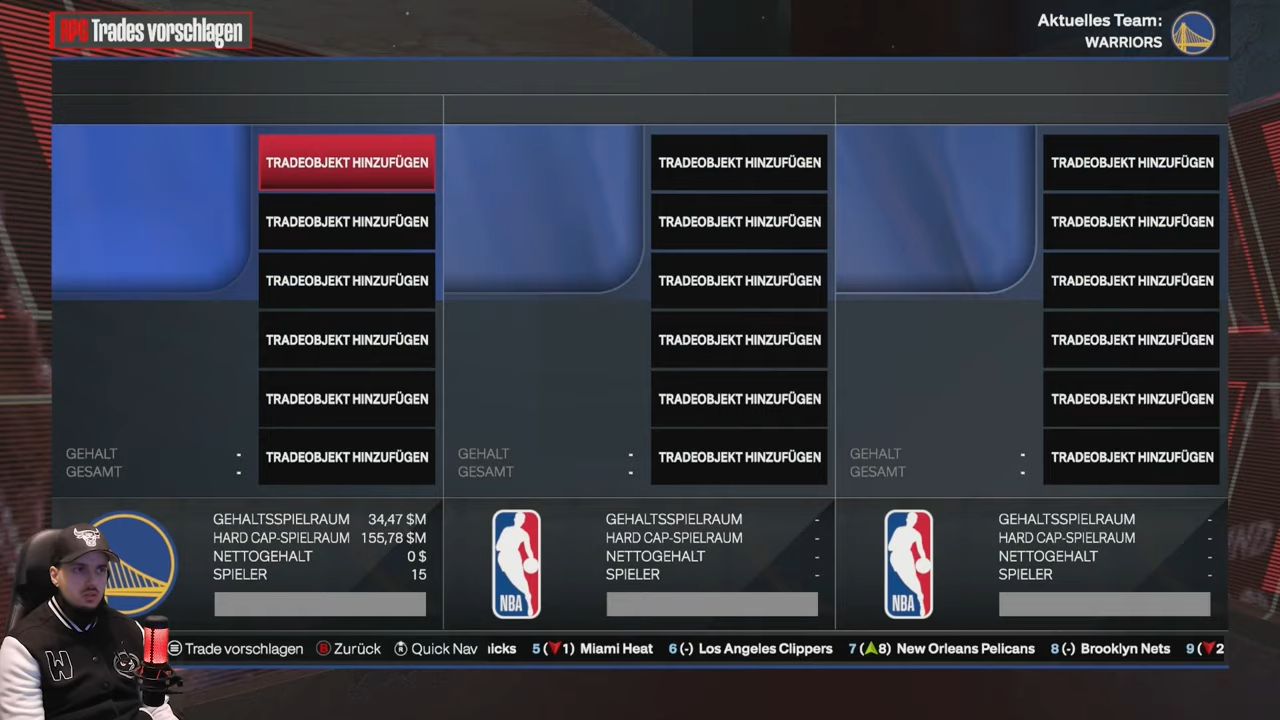 Trades vorschlagen
Aktuelles Team:
WARRIORS
TRADEOBJEKT HINZUFÜGEN
TRADEOBJEKT HINZUFÜGEN
TRADEOBJEKT HINZUFÜGEN
TRADEOBJEKT HINZUFÜGEN
TRADEOBJEKT HINZUFÜGEN
TRADEOBJEKT HINZUFÜGEN
GEHALT -
GESAMT -
TRADEOBJEKT HINZUFÜGEN
TRADEOBJEKT HINZUFÜGEN
TRADEOBJEKT HINZUFÜGEN
TRADEOBJEKT HINZUFÜGEN
TRADEOBJEKT HINZUFÜGEN
TRADEOBJEKT HINZUFÜGEN
GEHALT -
GESAMT -
TRADEOBJEKT HINZUFÜGEN
TRADEOBJEKT HINZUFÜGEN
TRADEOBJEKT HINZUFÜGEN
TRADEOBJEKT HINZUFÜGEN
TRADEOBJEKT HINZUFÜGEN
TRADEOBJEKT HINZUFÜGEN
GEHALT -
GESAMT -
GEHALTSSPIELRAUM 34,47 $M
HARD CAP-SPIELRAUM 155,78 $M
NETTOGEHALT 0 $
SPIELER 15
NBA
GEHALTSSPIELRAUM -
HARD CAP-SPIELRAUM -
NETTOGEHALT -
SPIELER -
NBA
GEHALTSSPIELRAUM -
HARD CAP-SPIELRAUM -
NETTOGEHALT -
SPIELER -
W
Trade vorschlagen B Zurück Quick Nav icks 5 (1) Miami Heat 6 (-) Los Angeles Clippers 7 (8) New Orleans Pelicans 8 (-) Brooklyn Nets 9 (2